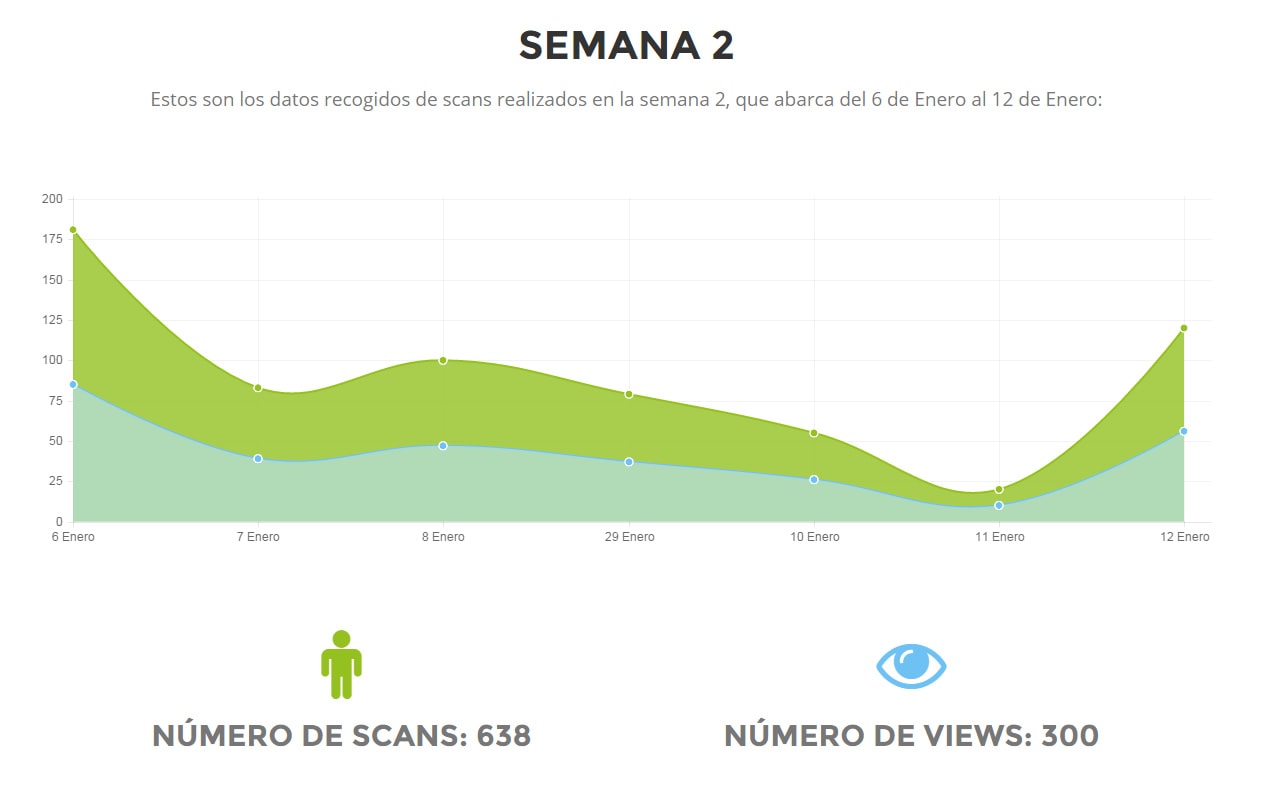 SEMANA 2
Estos son los datos recogidos de scans realizados en la semana 2, que abarca del 6 de Enero al 12 de Enero:
200
175
150
125
100
75
50
25
0
6 Enero 7 Enero 8 Enero 29 Enero 10 Enero 11 Enero 12 Enero
NÚMERO DE SCANS: 638 NÚMERO DE VIEWS: 300